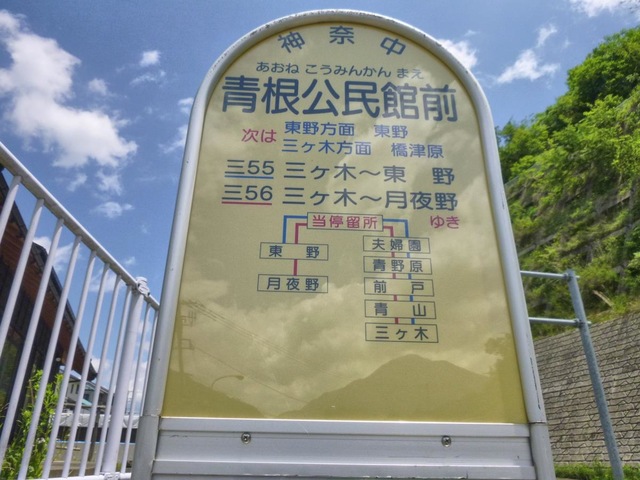 神奈中
あおね こうみんかん まえ
青根公民館前
次は 東野方面 東野
三ヶ木方面 橋津原
三55 三ヶ木～東野
三56 三ヶ木～月夜野
ゆき
当停留所
東野
月夜野
夫婦園
青野原
前戸
青山
三ヶ木